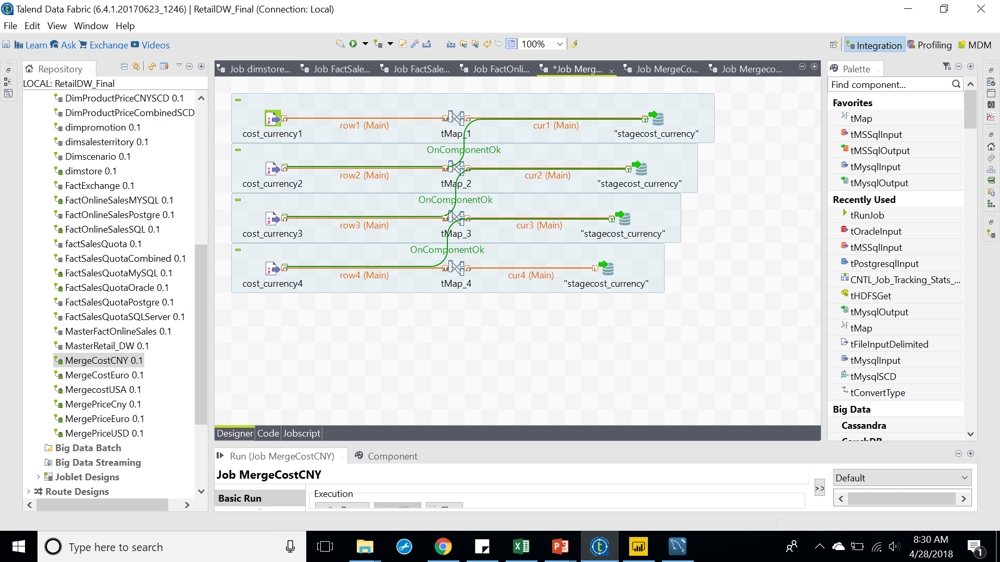 Talend Data Fabric (6.4.1.20170623_1246) | RetailDW_Final (Connection: Local)
File Edit View Window Help
Learn Ask Exchange Videos
100%
Integration Profiling MDM
Repository
LOCAL: RetailDW_Final
DimProductPriceCNYSCD 0.1
DimProductPriceCombinedSCD
dimpromotion 0.1
dimsalesterritory 0.1
Dimscenario 0.1
dimstore 0.1
FactExchange 0.1
FactOnlineSalesMYSQL 0.1
FactOnlineSalesPostgre 0.1
FactOnlineSalesSQL 0.1
factSalesQuota 0.1
FactSalesQuotaCombined 0.1
FactSalesQuotaMySQL 0.1
FactSalesQuotaOracle 0.1
FactSalesQuotaPostgre 0.1
FactSalesQuotaSQLServer 0.1
MasterFactOnlineSales 0.1
MasterRetail_DW 0.1
MergeCostCNY 0.1
MergeCostEuro 0.1
MergecostUSA 0.1
MergePriceCny 0.1
MergePriceEuro 0.1
MergePriceUSD 0.1
Big Data Batch
Big Data Streaming
Joblet Designs
Route Designs
Job dimstore... Job FactSale... Job FactSale... Job FactOnli... *Job Merg... Job MergeCo... Job Mergeco...
row1 (Main) cur1 (Main)
cost_currency1 tMap_1 "stagecost_currency"
OnComponentOk
row2 (Main) cur2 (Main)
cost_currency2 tMap_2 "stagecost_currency"
OnComponentOk
row3 (Main) cur3 (Main)
cost_currency3 tMap_3 "stagecost_currency"
OnComponentOk
row4 (Main) cur4 (Main)
cost_currency4 tMap_4 "stagecost_currency"
Designer Code Jobscript
Run (Job MergeCostCNY) Component
Job MergeCostCNY
Basic Run
Execution
>>
Default
Palette
Find component...
Favorites
tMap
tMSSqlInput
tMSSqlOutput
tMysqlInput
tMysqlOutput
Recently Used
tRunJob
tOracleInput
tMSSqlInput
tPostgresqlInput
CNTL_Job_Tracking_Stats_...
tHDFSGet
tMysqlOutput
tMap
tFileInputDelimited
tMysqlInput
tMysqlSCD
tConvertType
Big Data
Cassandra
Type here to search
8:30 AM
4/28/2018
1